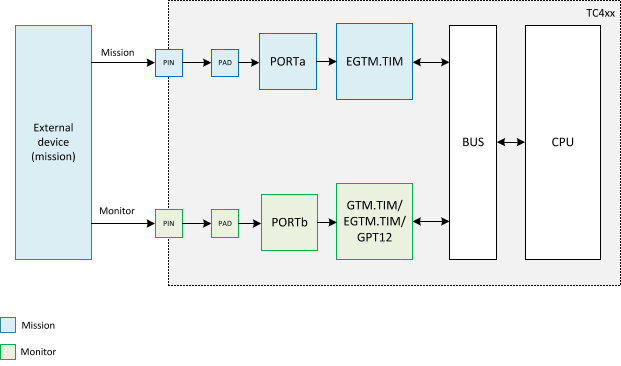 TC4xx
Mission
PIN
PAD
PORTa
EGTM.TIM
External
device
(mission)
BUS
CPU
Monitor
PIN
PAD
PORTb
GTM.TIM/
EGTM.TIM/
GPT12
Mission
Monitor